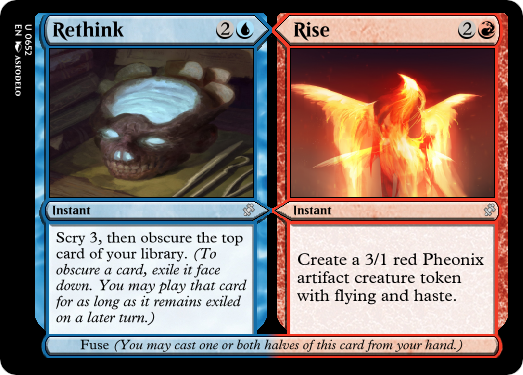 Rethink 2
Rise 2
U 0652
EN ASFODELO
Instant
Instant
Scry 3, then obscure the top
card of your library. (To
obscure a card, exile it face
down. You may play that card
for as long as it remains exiled
on a later turn.)
Create a 3/1 red Pheonix
artifact creature token
with flying and haste.
Fuse (You may cast one or both halves of this card from your hand.)